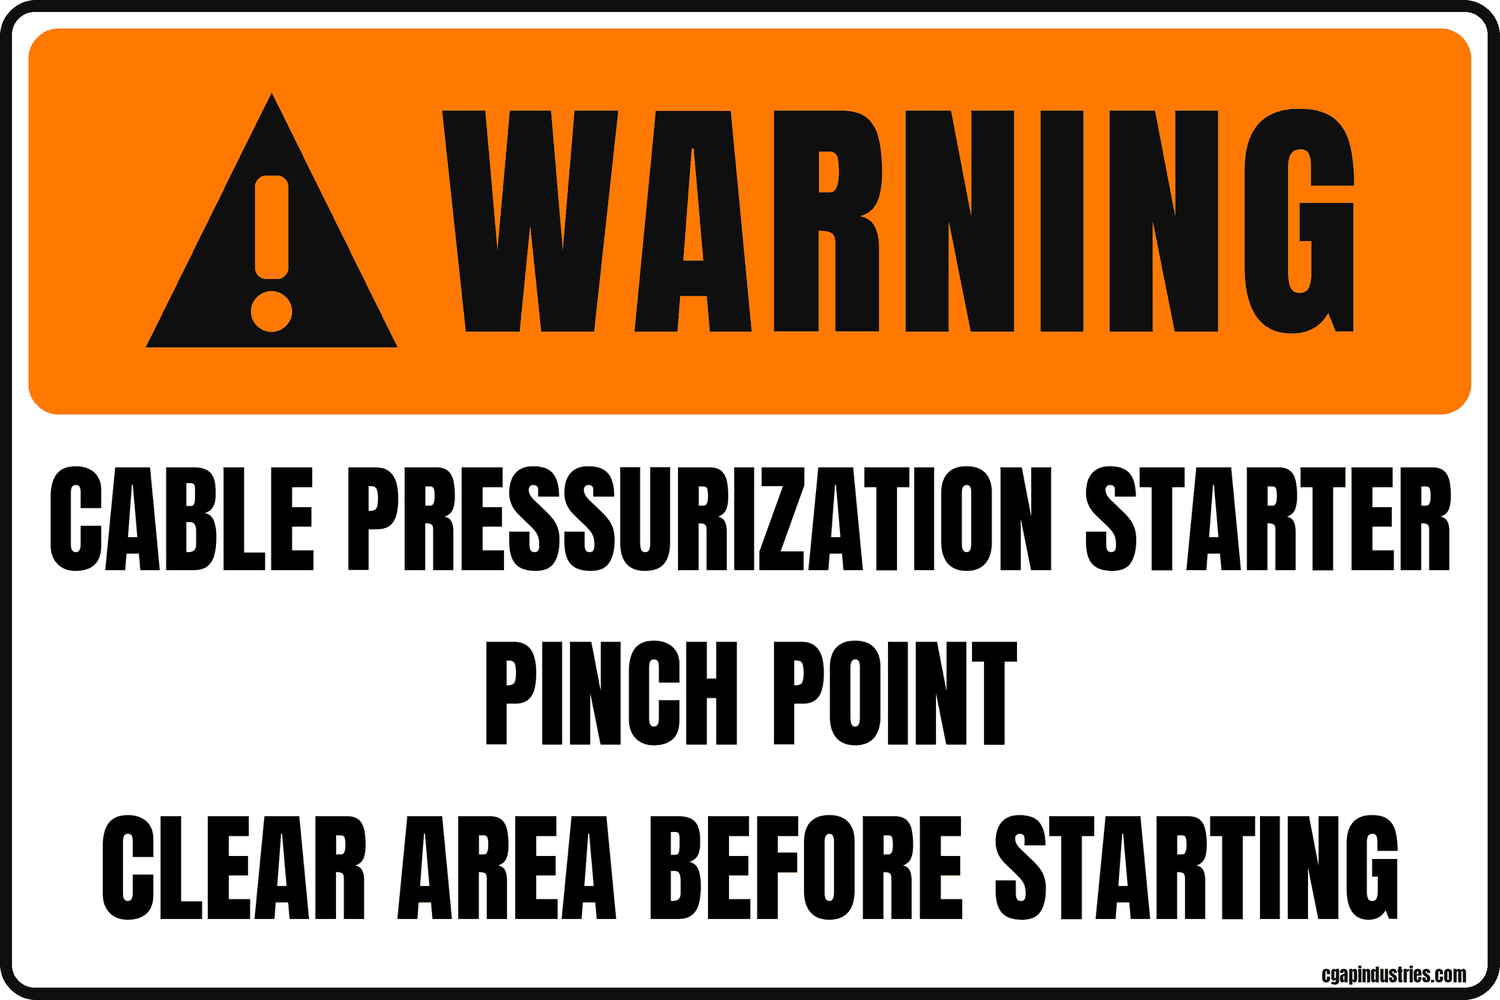 WARNING
CABLE PRESSURIZATION STARTER
PINCH POINT
CLEAR AREA BEFORE STARTING
cgapindustries.com